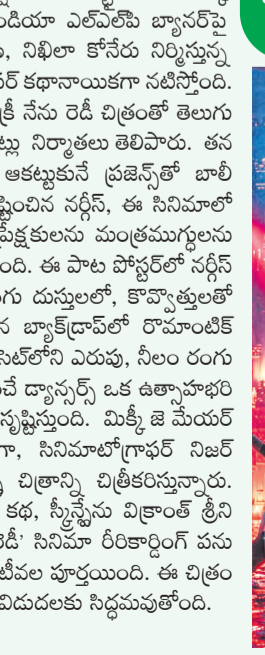 ఇండియా ఎల్ఎల్‌పి బ్యానర్‌పై
నిఖిలా కోనేరు నిర్మిస్తున్న
కథానాయికగా నటిస్తోంది.
నేను రెడీ చిత్రంతో తెలుగు
నిర్మాతలు తెలిపారు. తన
ఆకట్టుకునే ప్రజెన్స్‌తో బాలీ
నర్గీస్, ఈ సినిమాలో
ప్రేక్షకులను మంత్రముగ్ధులను
ఈ పాట పోస్టర్‌లో నర్గీస్
దుస్తులలో, కొవ్వొత్తులతో
బ్యాక్‌డ్రాప్‌లో రొమాంటిక్
సెట్‌లోని ఎరుపు, నీలం రంగు
డ్యాన్సర్స్ ఒక ఉత్సాహభరి
సృష్టిస్తుంది. మిక్కీ జె మేయర్
సినిమాటోగ్రాఫర్ నిజర్
చిత్రాన్ని చిత్రీకరిస్తున్నారు.
కథ, స్క్రీన్‌ప్లేను విక్రాంత్ శ్రీని
సినిమా రీరికార్డింగ్ పను
పూర్తయింది. ఈ చిత్రం
విడుదలకు సిద్ధమవుతోంది.